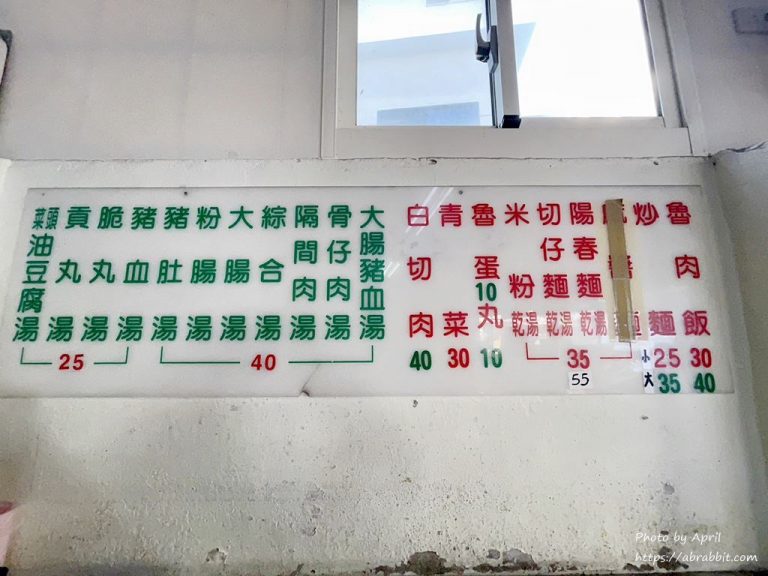 魯肉飯
30
40
炒麵
25
35
小
大
陽春麵乾湯
切仔麵乾湯
米粉乾湯
35
55
魯蛋10丸
10
青菜
30
白切肉
40
大腸豬血湯
骨仔肉湯
隔間肉湯
綜合湯
大腸湯
粉腸湯
豬肚湯
40
豬血湯
脆丸湯
貢丸湯
菜頭油豆腐湯
25
Photo by April
https://abrabbit.com